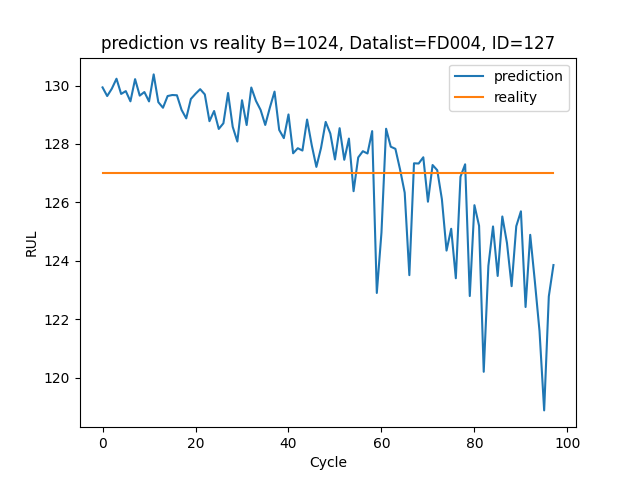 prediction vs reality B=1024, Datalist=FD004, ID=127
prediction
reality
RUL
130
128
126
124
122
120
0 20 40 60 80 100
Cycle